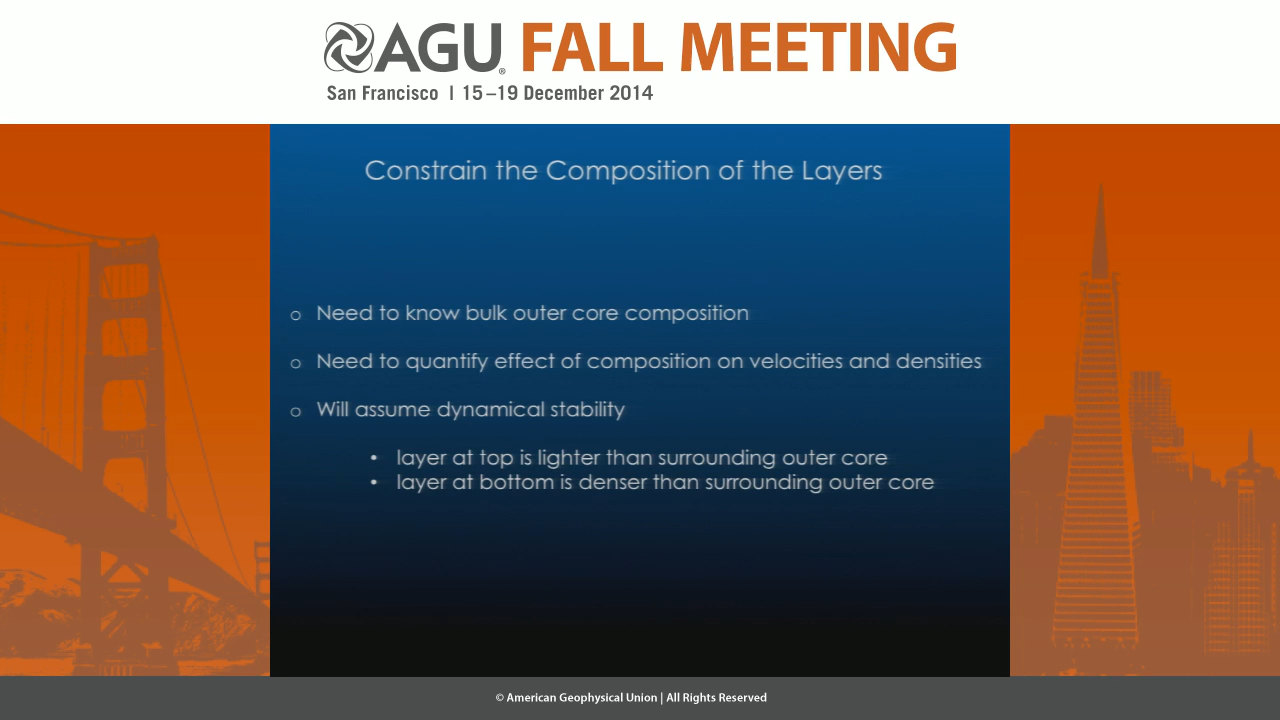 AGU® FALL MEETING
San Francisco | 15–19 December 2014
Constrain the Composition of the Layers
o Need to know bulk outer core composition
o Need to quantify effect of composition on velocities and densities
o Will assume dynamical stability
• layer at top is lighter than surrounding outer core
• layer at bottom is denser than surrounding outer core
© American Geophysical Union | All Rights Reserved